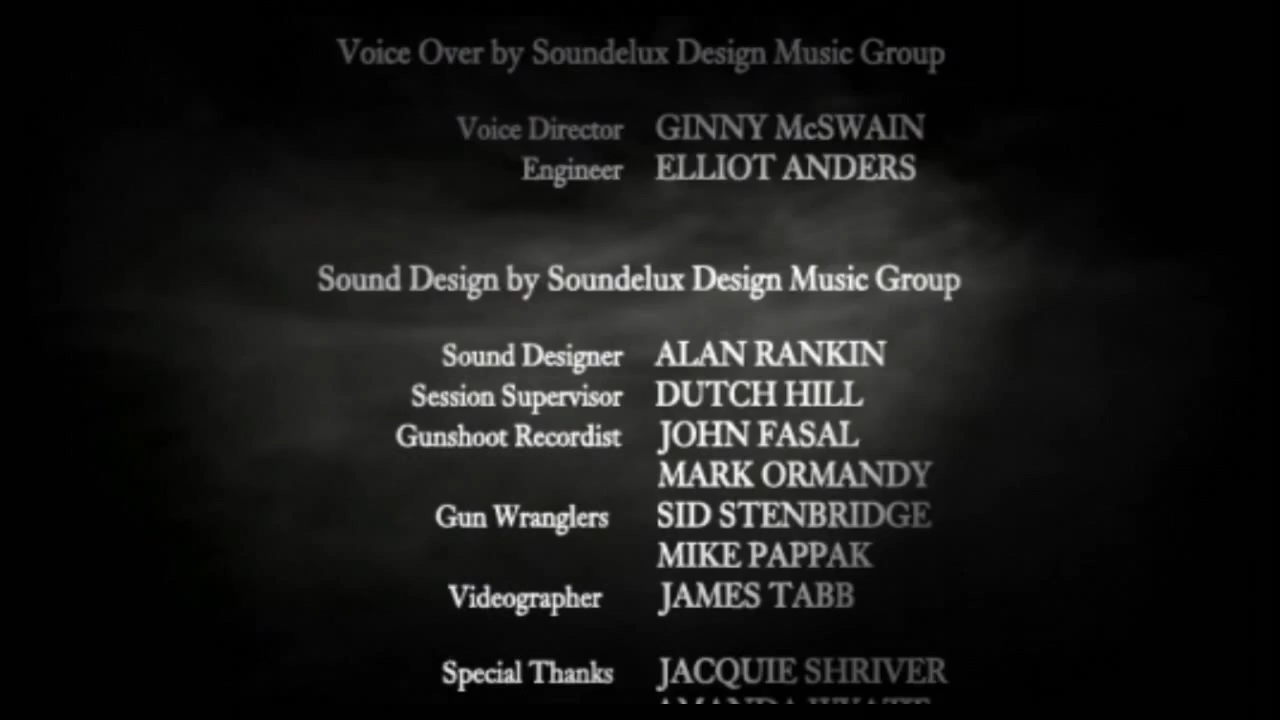 Voice Over by Soundelux Design Music Group
Voice Director GINNY McSWAIN
Engineer ELLIOT ANDERS
Sound Design by Soundelux Design Music Group
Sound Designer ALAN RANKIN
Session Supervisor DUTCH HILL
Gunshoot Recordist JOHN FASAL
MARK ORMANDY
Gun Wranglers SID STENBRIDGE
MIKE PAPPAK
Videographer JAMES TABB
Special Thanks JACQUIE SHRIVER